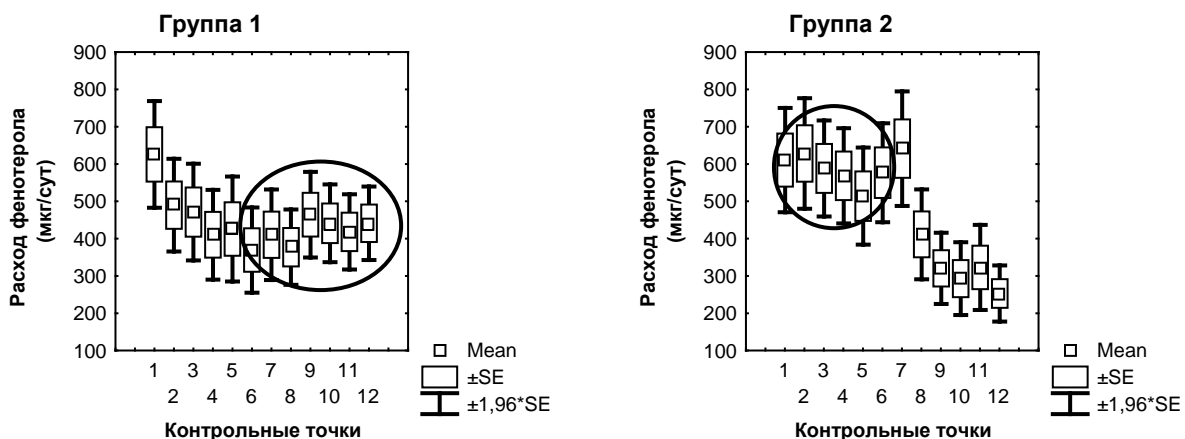 Группа 1
Расход фенотерола
(мкг/сут)
900
800
700
600
500
400
300
200
100
1 3 5 7 9 11
2 4 6 8 10 12
Контрольные точки
Mean
±SE
±1,96*SE
Группа 2
Расход фенотерола
(мкг/сут)
900
800
700
600
500
400
300
200
100
1 3 5 7 9 11
2 4 6 8 10 12
Контрольные точки
Mean
±SE
±1,96*SE